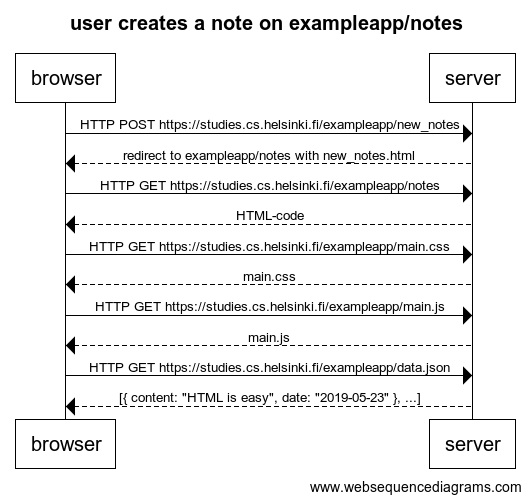 user creates a note on exampleapp/notes
browser server
HTTP POST https://studies.cs.helsinki.fi/exampleapp/new_notes
redirect to exampleapp/notes with new_notes.html
HTTP GET https://studies.cs.helsinki.fi/exampleapp/notes
HTML-code
HTTP GET https://studies.cs.helsinki.fi/exampleapp/main.css
main.css
HTTP GET https://studies.cs.helsinki.fi/exampleapp/main.js
main.js
HTTP GET https://studies.cs.helsinki.fi/exampleapp/data.json
[{ content: "HTML is easy", date: "2019-05-23" }, ...]
browser server
www.websequencediagrams.com